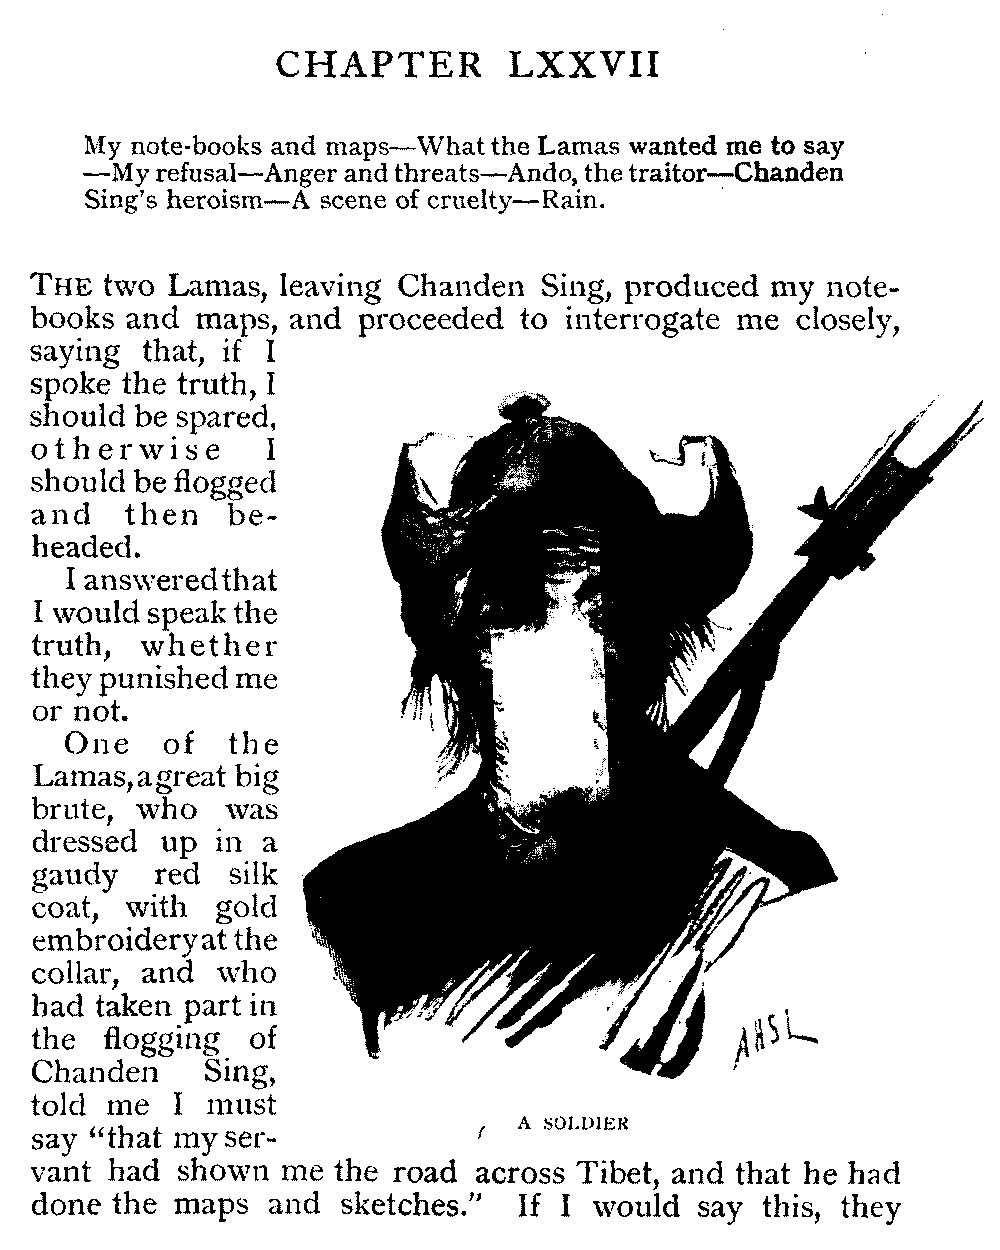 CHAPTER LXXVII
My note-books and maps—What the Lamas wanted me to say
—My refusal—Anger and threats—Ando, the traitor—Chanden
Sing's heroism—A scene of cruelty—Rain.
THE two Lamas, leaving Chanden Sing, produced my note-
books and maps, and proceeded to interrogate me closely,
saying that, if I
spoke the truth, I
should be spared,
otherwise I
should be flogged
and then be-
headed.
I answered that
I would speak the
truth, whether
they punished me
or not.
One of the
Lamas, a great big
brute, who was
dressed up in a
gaudy red silk
coat, with gold
embroidery at the
collar, and who
had taken part in
the flogging of
Chanden Sing,
told me I must
say "that my ser-
AHSL
A SOLDIER
vant had shown me the road across Tibet, and that he had
done the maps and sketches." If I would say this, they